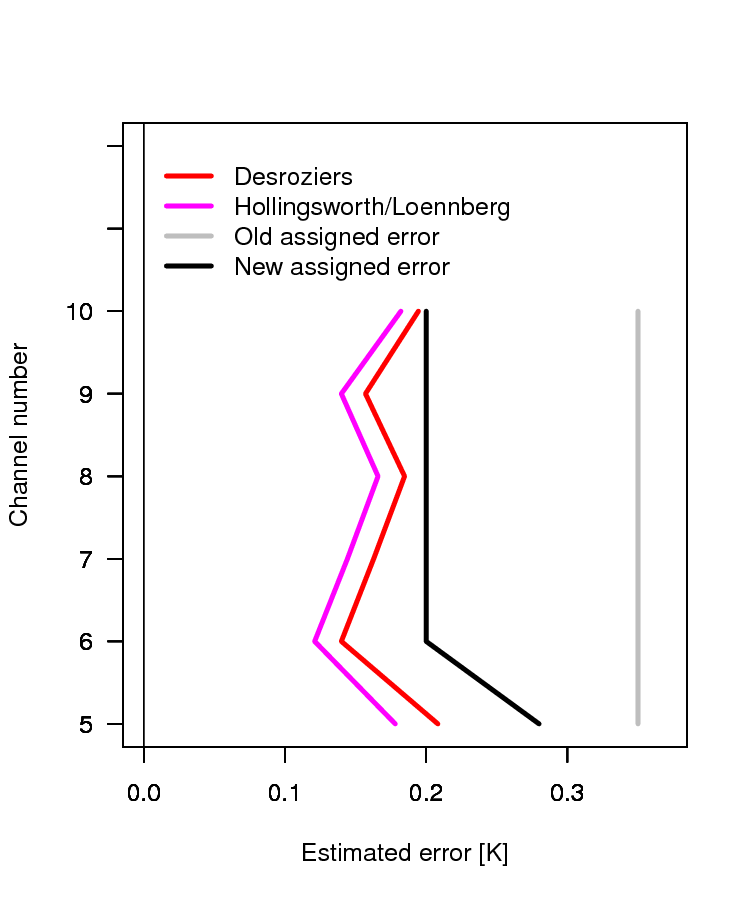 Desroziers
Hollingsworth/Loennberg
Old assigned error
New assigned error
10
9
8
7
6
5
Channel number
0.0 0.1 0.2 0.3
Estimated error [K]